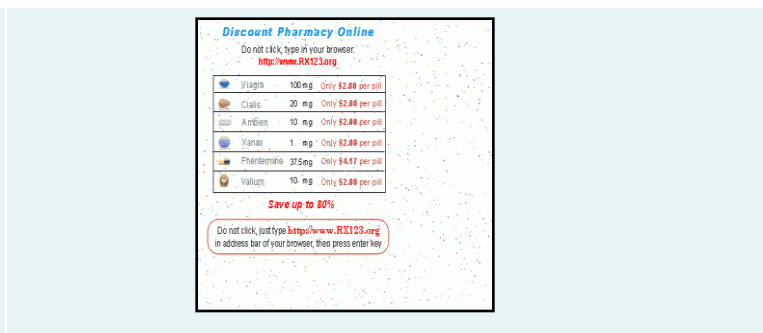 Discount Pharmacy Online
Do not click, type in your browser:
http://www.RX123.org
Viagra 100 mg Only $2.00 per pill
Cialis 20 mg Only $2.00 per pill
Ambien 10 mg Only $2.00 per pill
Xanax 1. mg Only $2.00 per pill
Phentermine 37.5mg Only $4.17 per pill
Valium 10 mg Only $2.00 per pill
Save up to 80%
Do not click, just type http://www.RX123.org
in address bar of your browser, then press enter key